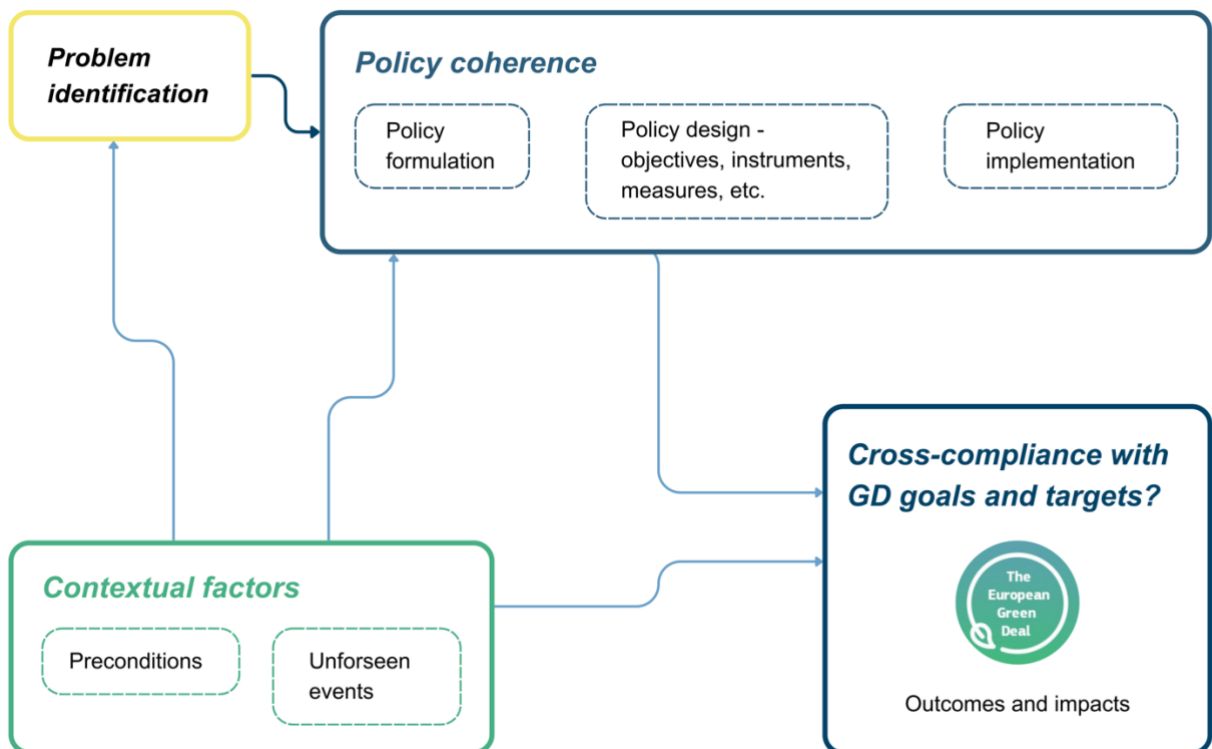 Problem
identification
Policy coherence
Policy
formulation
Policy design -
objectives, instruments,
measures, etc.
Policy
implementation
Cross-compliance with
GD goals and targets?
The
European
Green
Deal
Outcomes and impacts
Contextual factors
Preconditions
Unforseen
events